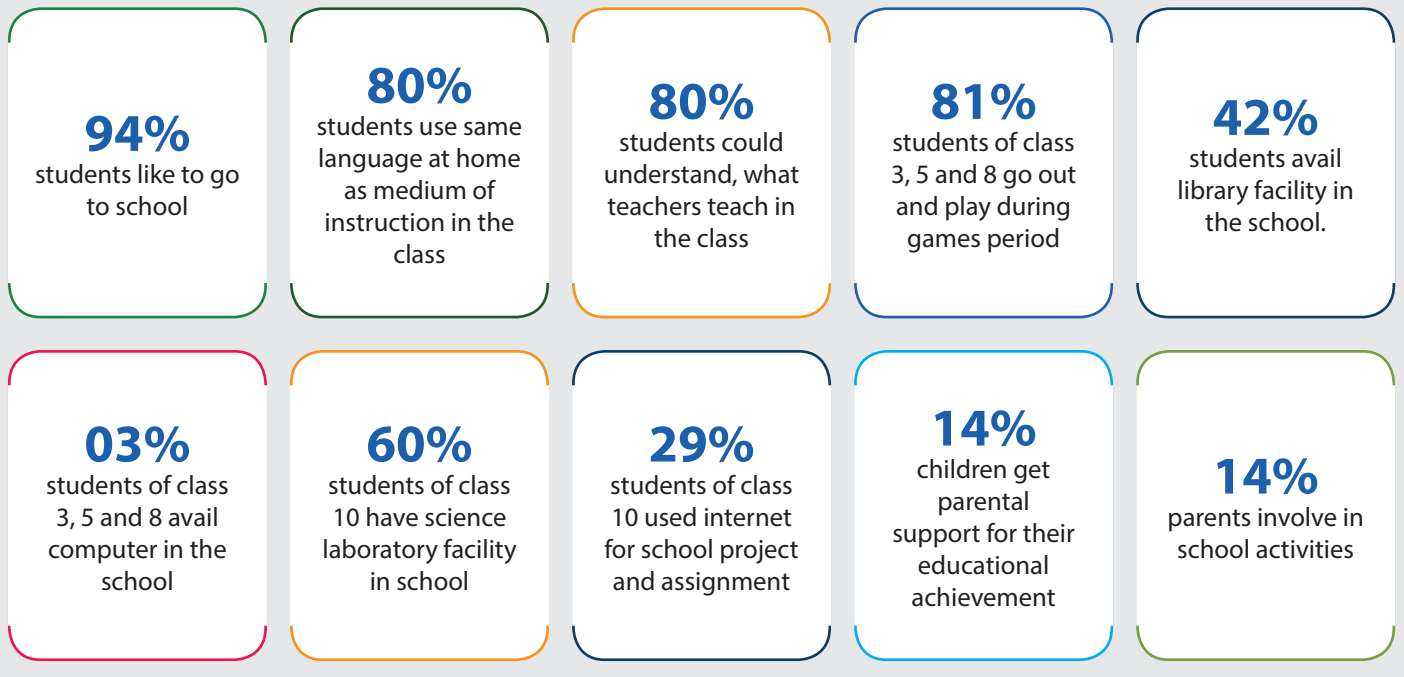 94%
students like to go
to school
80%
students use same
language at home
as medium of
instruction in the
class
80%
students could
understand, what
teachers teach in
the class
81%
students of class
3, 5 and 8 go out
and play during
games period
42%
students avail
library facility in
the school.
03%
students of class
3, 5 and 8 avail
computer in the
school
60%
students of class
10 have science
laboratory facility
in school
29%
students of class
10 used internet
for school project
and assignment
14%
children get
parental
support for their
educational
achievement
14%
parents involve in
school activities